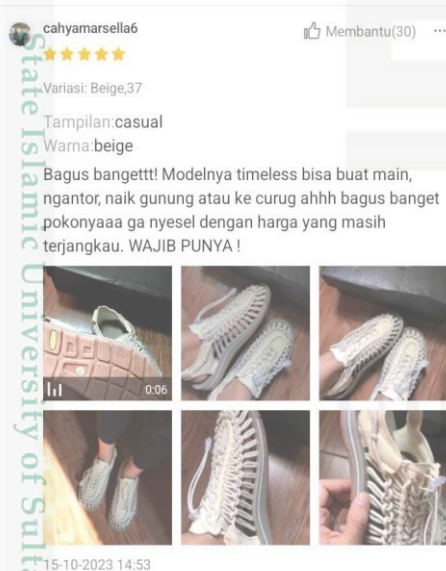 cahyamarsella6
Membantu(30)
Variasi: Beige,37
Tampilan:casual
Warna:beige
Bagus bangettt! Modelnya timeless bisa buat main,
ngantor, naik gunung atau ke curug ahhh bagus banget
pokonyaaa ga nyesel dengan harga yang masih
terjangkau. WAJIB PUNYA !
0:06
15-10-2023 14:53
State Islamic University of Sult